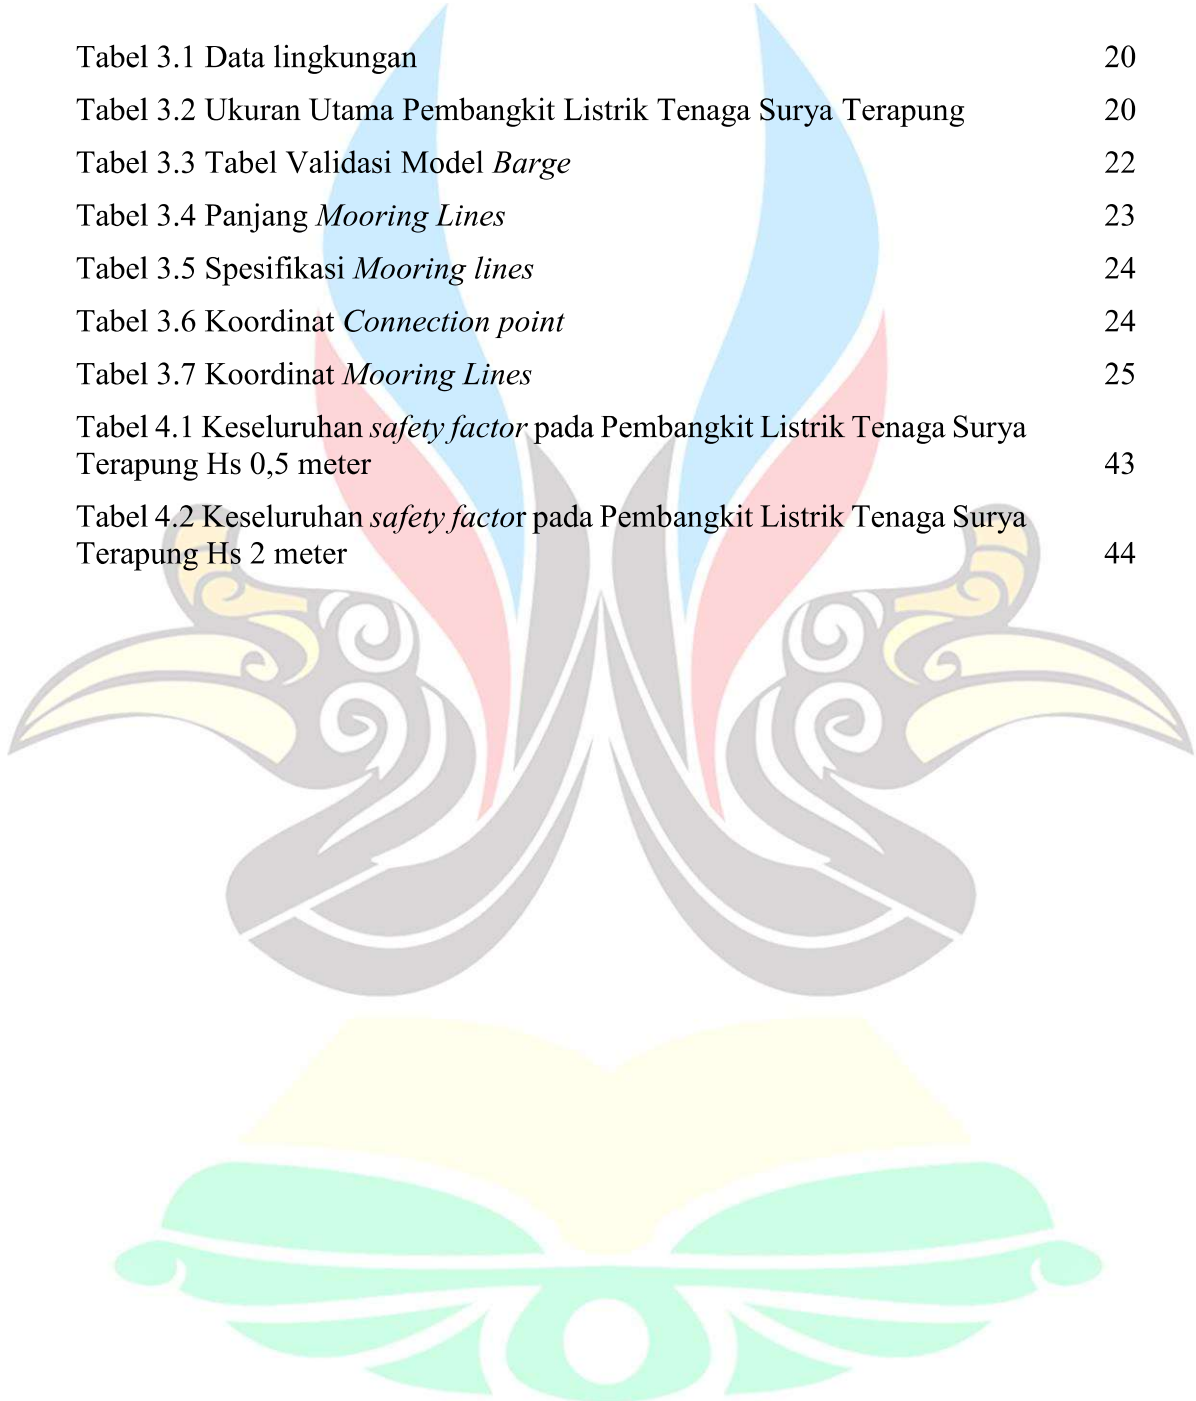 Tabel 3.1 Data lingkungan 20
Tabel 3.2 Ukuran Utama Pembangkit Listrik Tenaga Surya Terapung 20
Tabel 3.3 Tabel Validasi Model Barge 22
Tabel 3.4 Panjang Mooring Lines 23
Tabel 3.5 Spesifikasi Mooring lines 24
Tabel 3.6 Koordinat Connection point 24
Tabel 3.7 Koordinat Mooring Lines 25
Tabel 4.1 Keseluruhan safety factor pada Pembangkit Listrik Tenaga Surya
Terapung Hs 0,5 meter 43
Tabel 4.2 Keseluruhan safety factor pada Pembangkit Listrik Tenaga Surya
Terapung Hs 2 meter 44